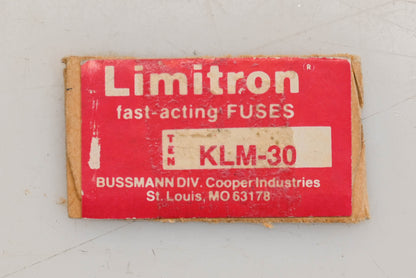 Limitron®
fast-acting FUSES
TEN KLM-30
BUSSMANN DIV. Cooper Industries
St. Louis, MO 63178